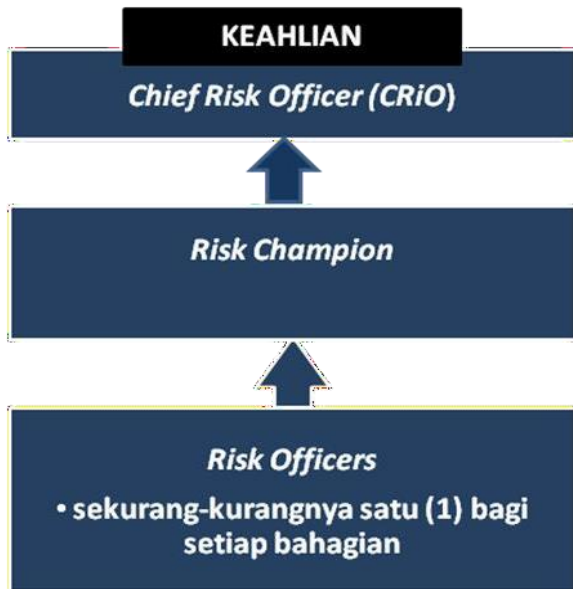 KEAHLIAN
Chief Risk Officer (CRiO)
Risk Champion
Risk Officers
• sekurang-kurangnya satu (1) bagi
setiap bahagian